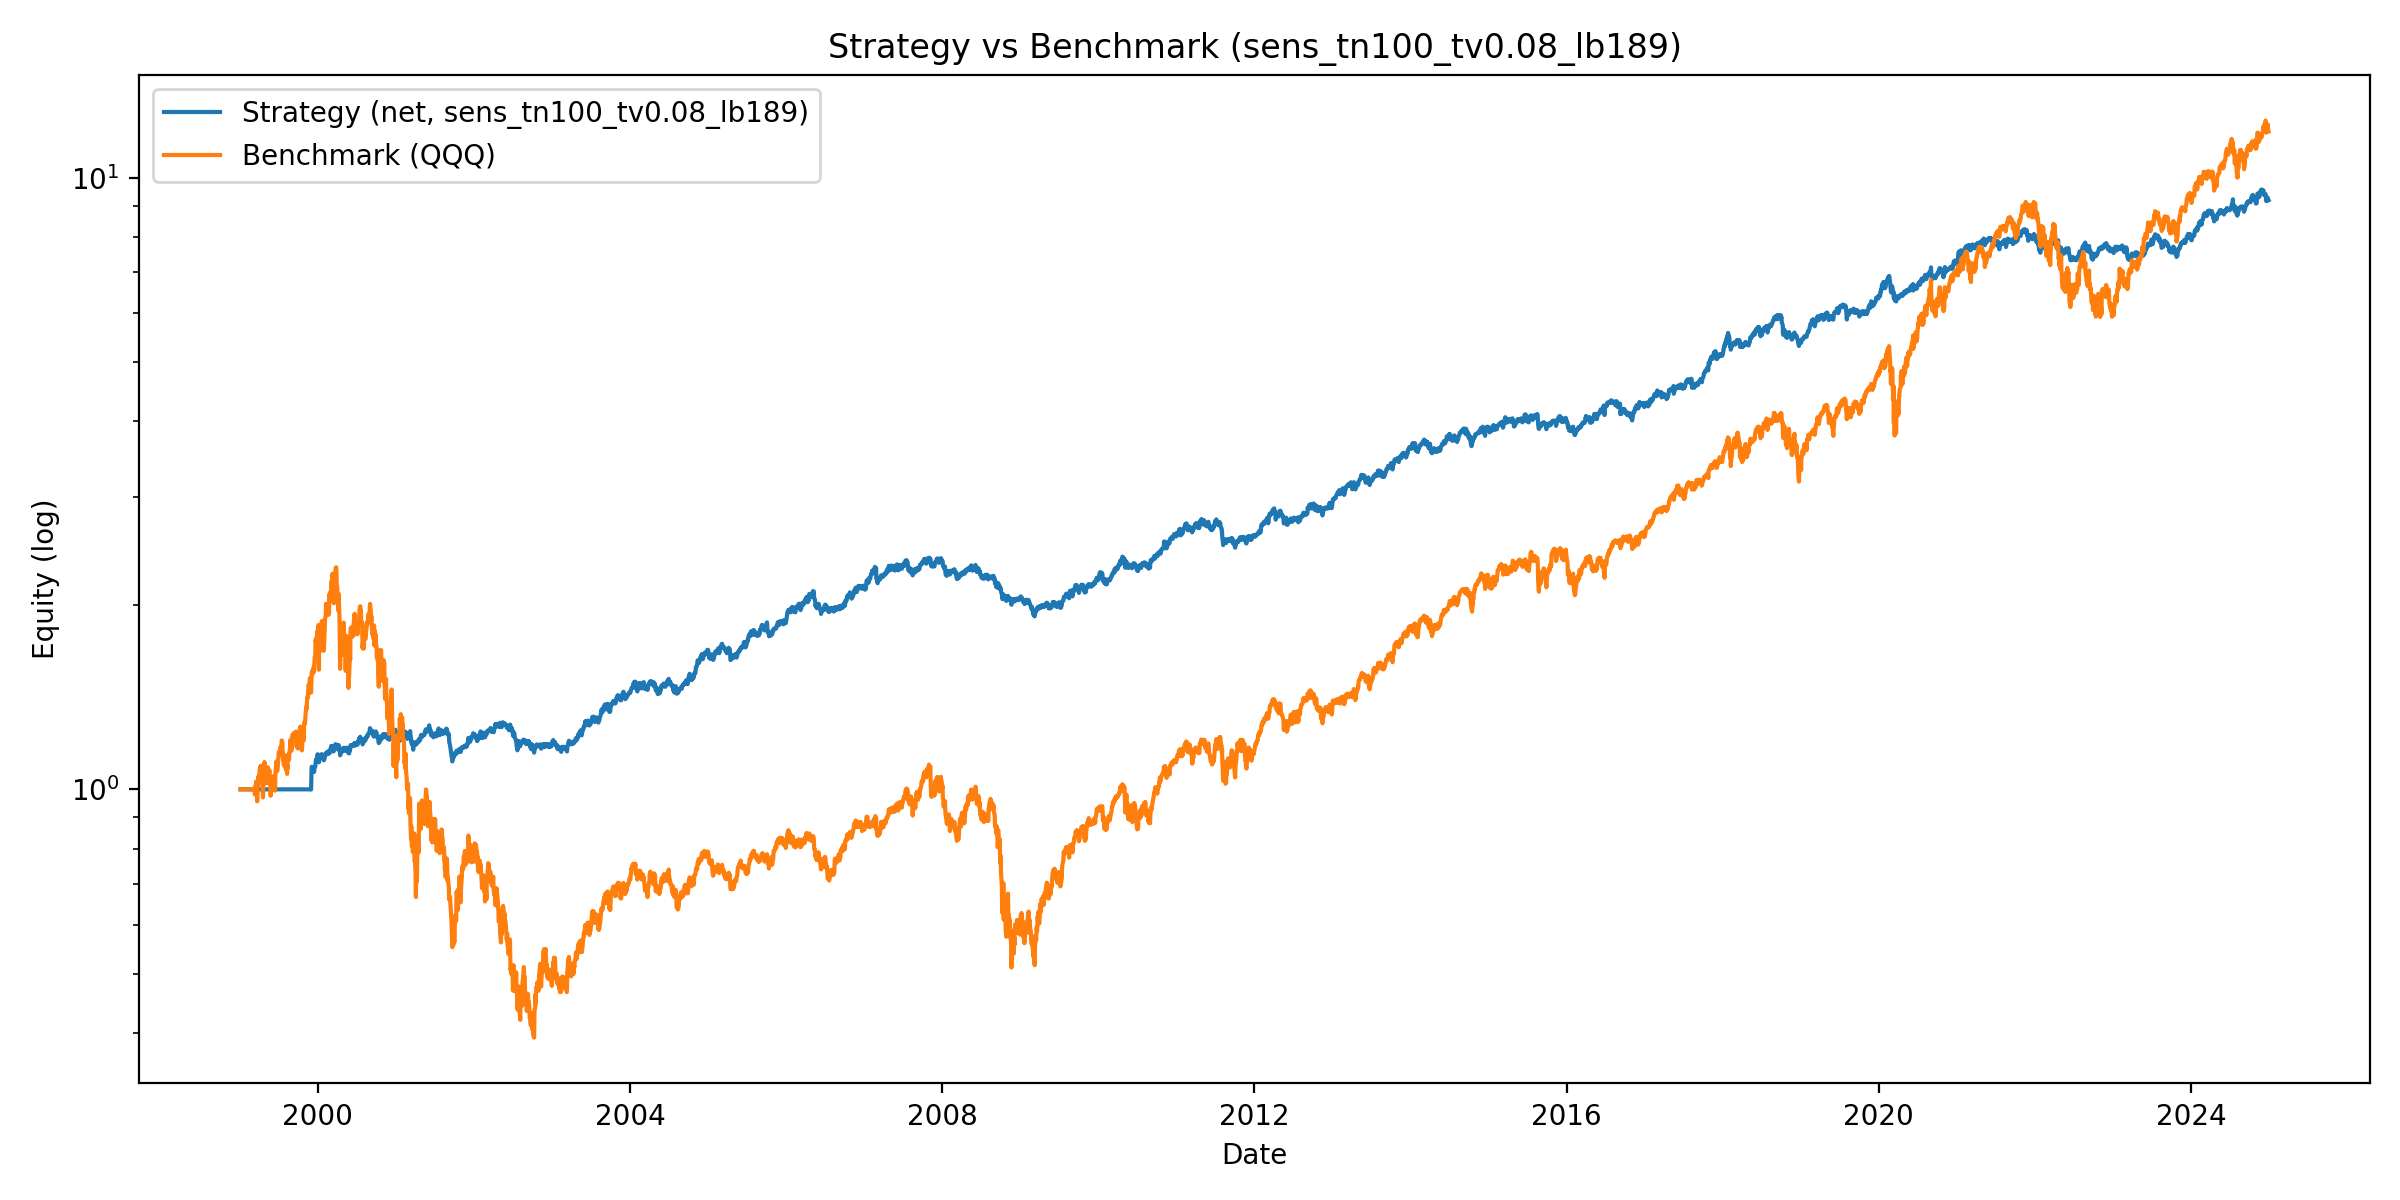 Strategy vs Benchmark (sens_tn100_tv0.08_lb189)
Strategy (net, sens_tn100_tv0.08_lb189)
Benchmark (QQQ)
10¹
10⁰
Equity (log)
2000 2004 2008 2012 2016 2020 2024
Date